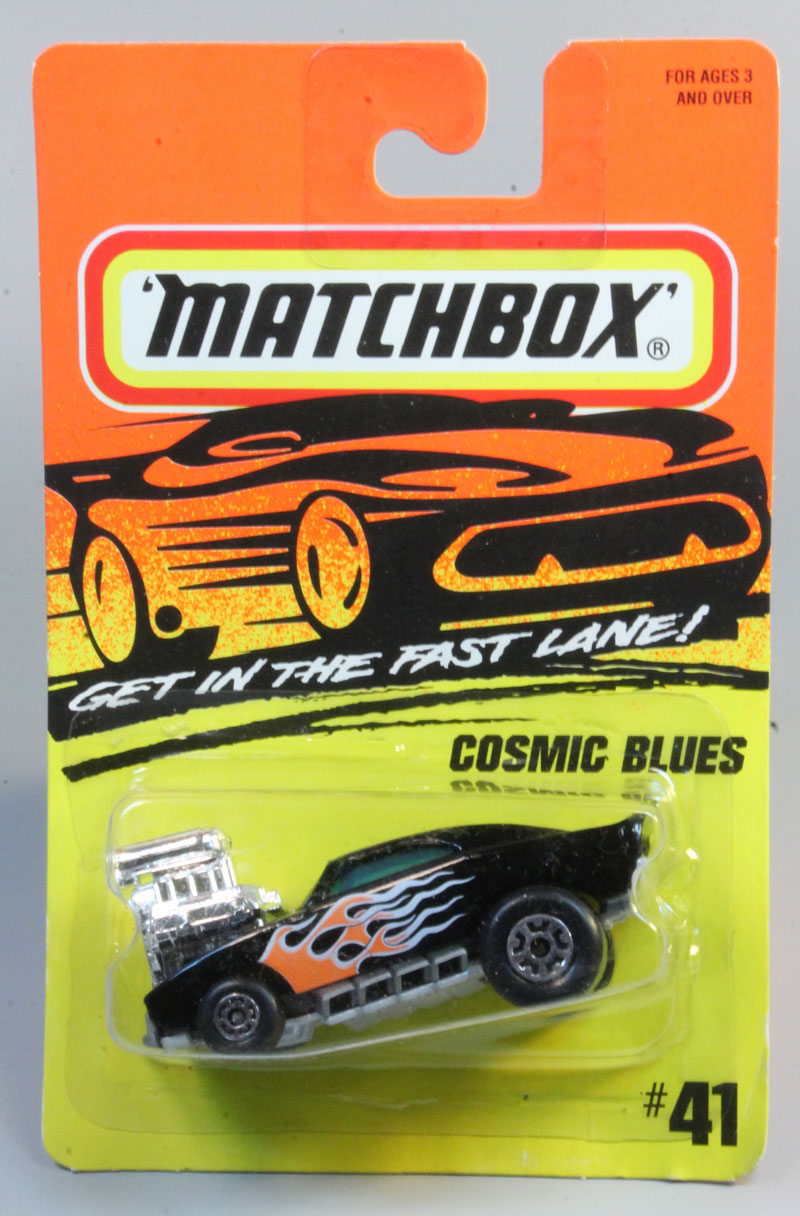 FOR AGES 3
AND OVER
'MATCHBOX'®
GET IN THE FAST LANE!
COSMIC BLUES
#41